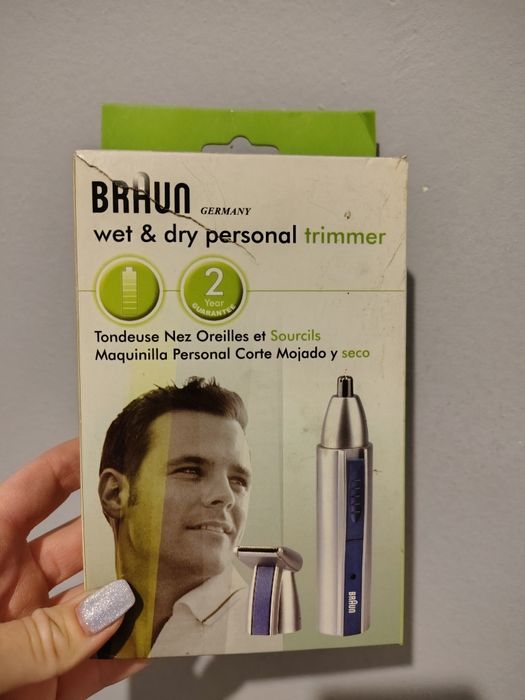 BRAUN GERMANY
wet & dry personal trimmer
2
Year
GUARANTEE
Tondeuse Nez Oreilles et Sourcils
Maquinilla Personal Corte Mojado y seco
BRAUN